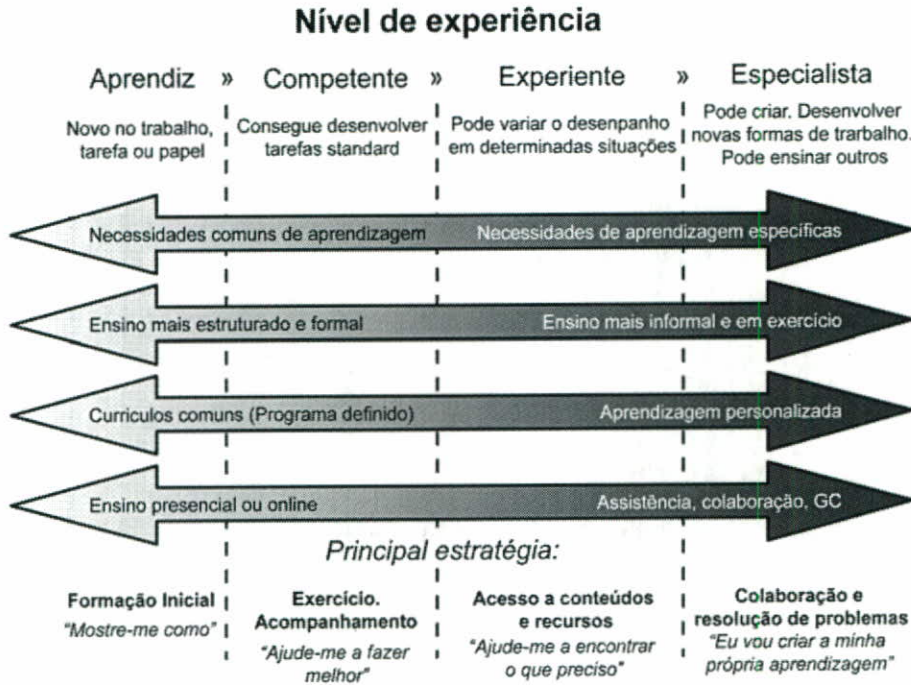 Nível de experiência
Aprendiz » Competente » Experiente » Especialista
Novo no trabalho,
tarefa ou papel
Consegue desenvolver
tarefas standard
Pode variar o desenpanho
em determinadas situações
Pode criar. Desenvolver
novas formas de trarbalho.
Pode ensinar outros
Necessidades comuns de aprendizagem
Necessidades de aprendizagem específicas
Ensino mais estruturado e formal
Ensino mais informal e em exercício
Curriculos comuns (Programa definido)
Aprendizagem personalizada
Ensino presencial ou online
Assistência, colaboração, GC
Principal estratégia:
Formação Inicial
"Mostre-me como"
Exercício.
Acompanhamento
"Ajude-me a fazer
melhor"
Acesso a conteúdos
e recursos
"Ajude-me a encontrar
o que preciso"
Colaboração e
resolução de problemas
"Eu vou criar a minha
própria aprendizagem"